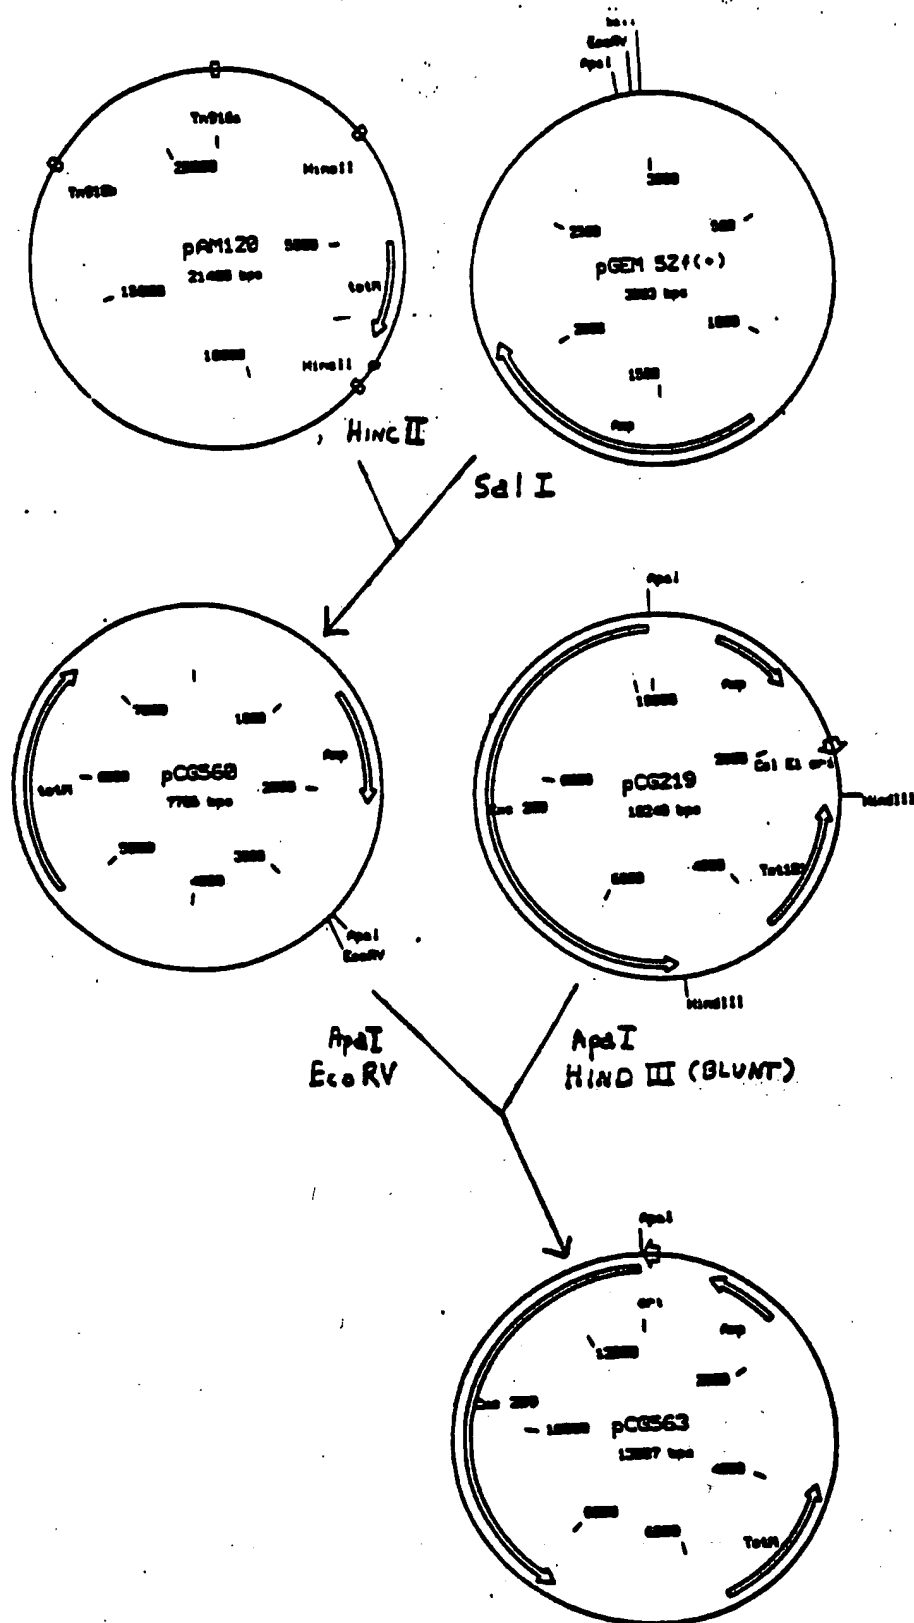 EcoRV
ApaI
Tn916a
20000
HincII
Tn916b
3000
500
2500
pAM120
5000
pGEM 5Zf(+)
tetM
15000
1000
2000
10000
HincII
1500
Amp
HINC II
Sal I
ApaI
Amp
7000
1000
10000
Amp
2000
Col E1 ori
tetM
6000
pCG560
2000
8000
pCG219
HindIII
5000
3000
4000
6000
4000
ApaI
EcoRV
HindIII
ApaI
EcoRV
ApaI
HIND III (BLUNT)
ApaI
ori
Amp
12000
2000
10000
pCG563
4000
8000
6000
TetM